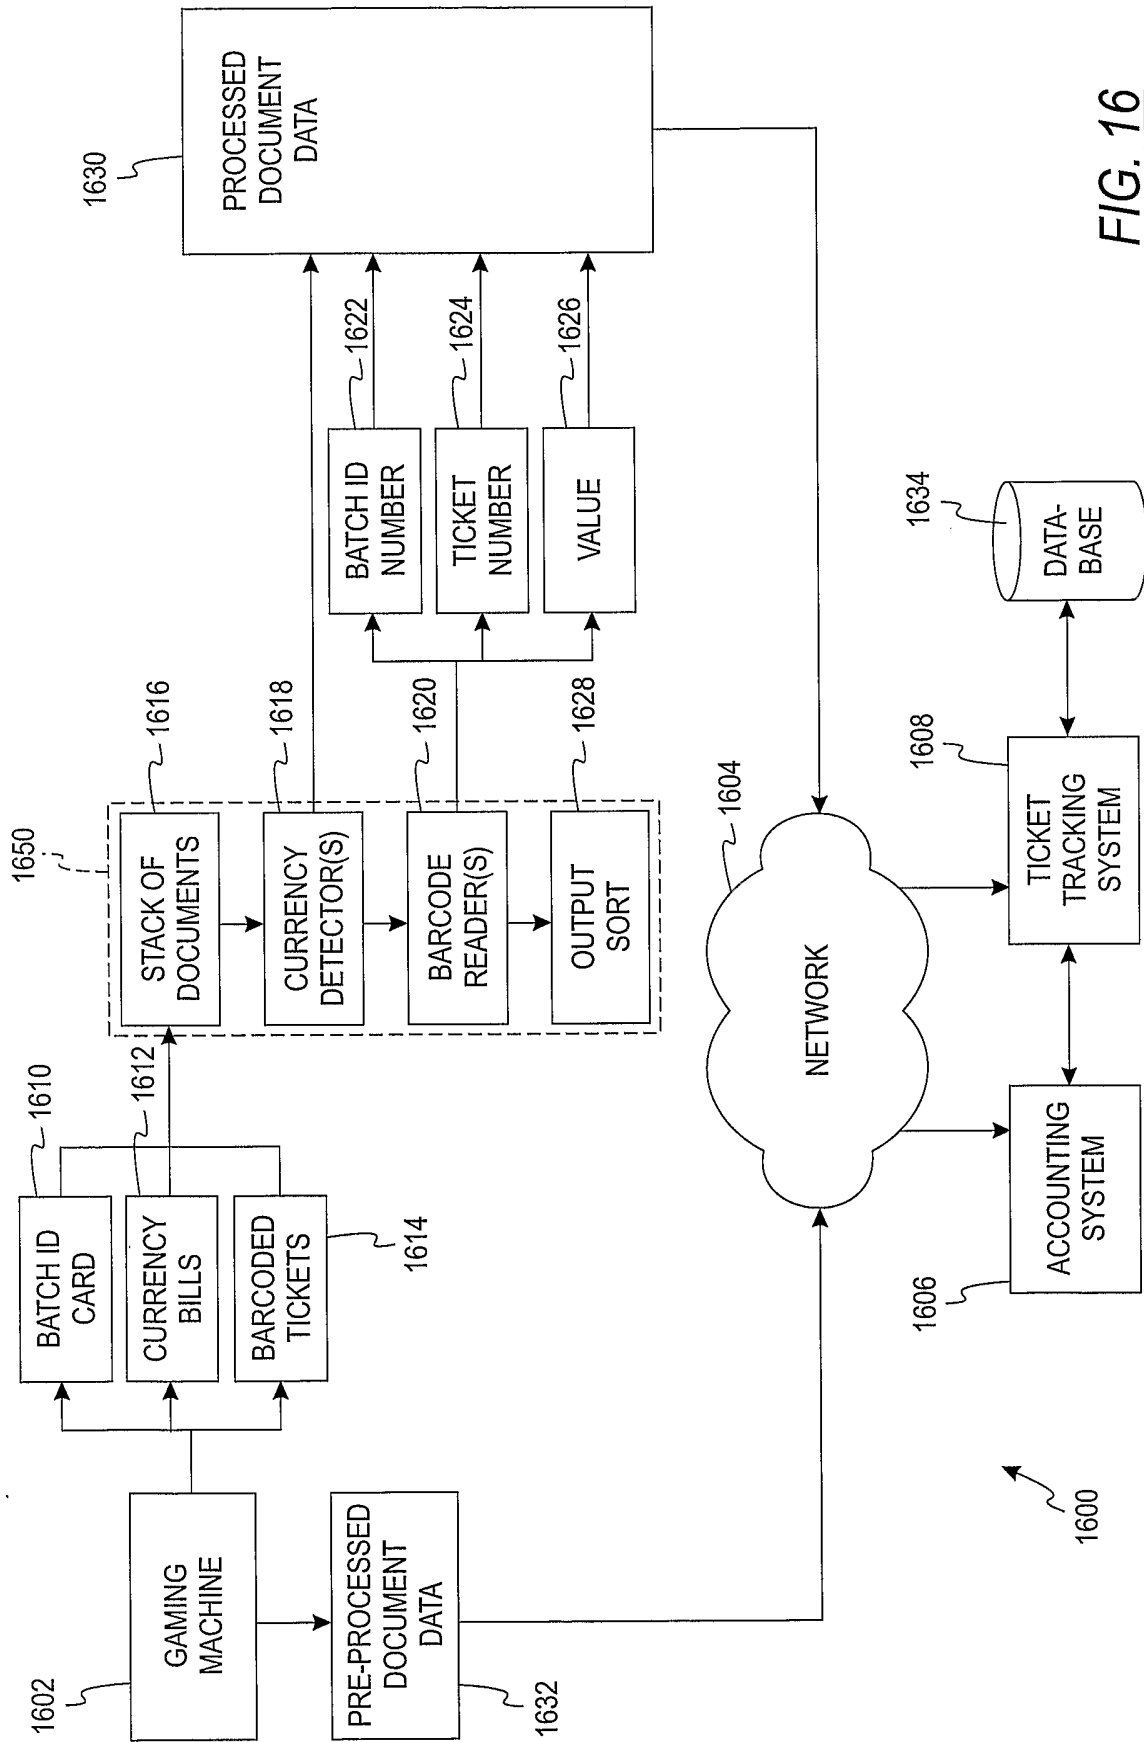 1602
GAMING
MACHINE
1632
PRE-PROCESSED
DOCUMENT
DATA
BATCH ID
CARD
1610
CURRENCY
BILLS
1612
BARCODED
TICKETS
1614
1650
STACK OF
DOCUMENTS
1616
CURRENCY
DETECTOR(S)
1618
BARCODE
READER(S)
1620
OUTPUT
SORT
1628
BATCH ID
NUMBER
1622
TICKET
NUMBER
1624
VALUE
1626
1630
PROCESSED
DOCUMENT
DATA
NETWORK
1604
1606
ACCOUNTING
SYSTEM
1608
TICKET
TRACKING
SYSTEM
1634
DATA-
BASE
1600
FIG. 16